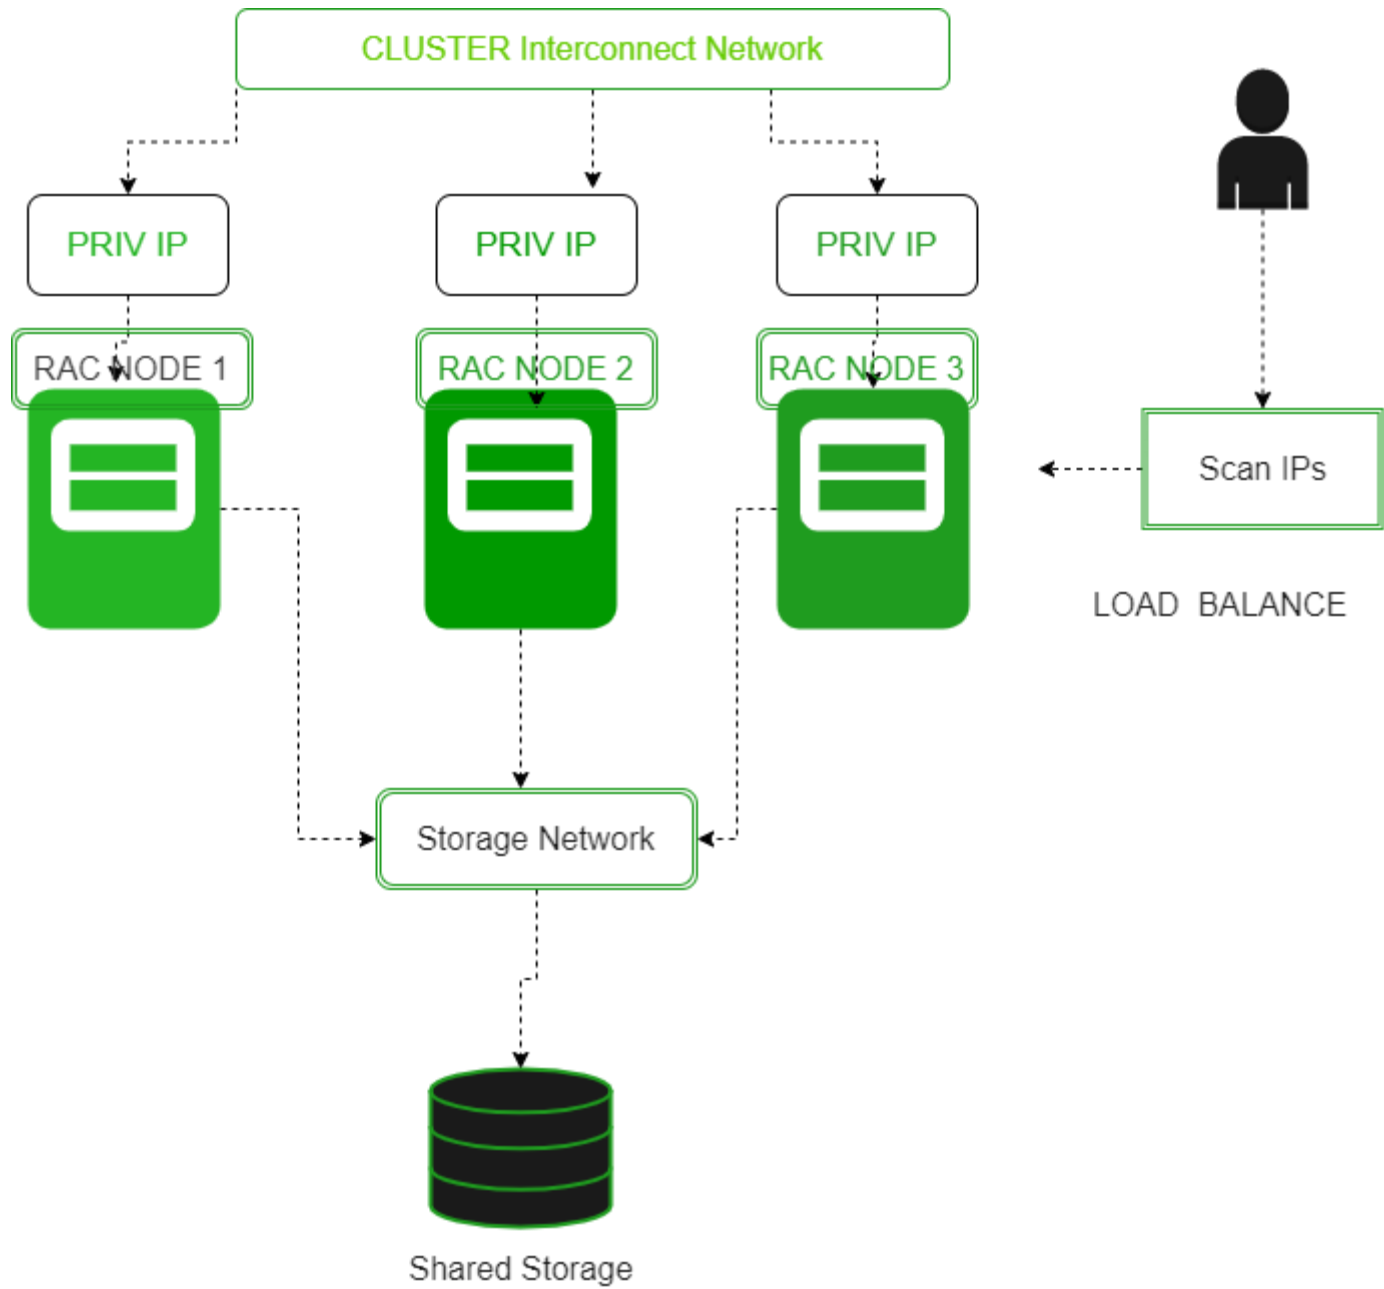 CLUSTER Interconnect Network
PRIV IP
PRIV IP
PRIV IP
RAC NODE 1
RAC NODE 2
RAC NODE 3
Scan IPs
LOAD  BALANCE
Storage Network
Shared Storage